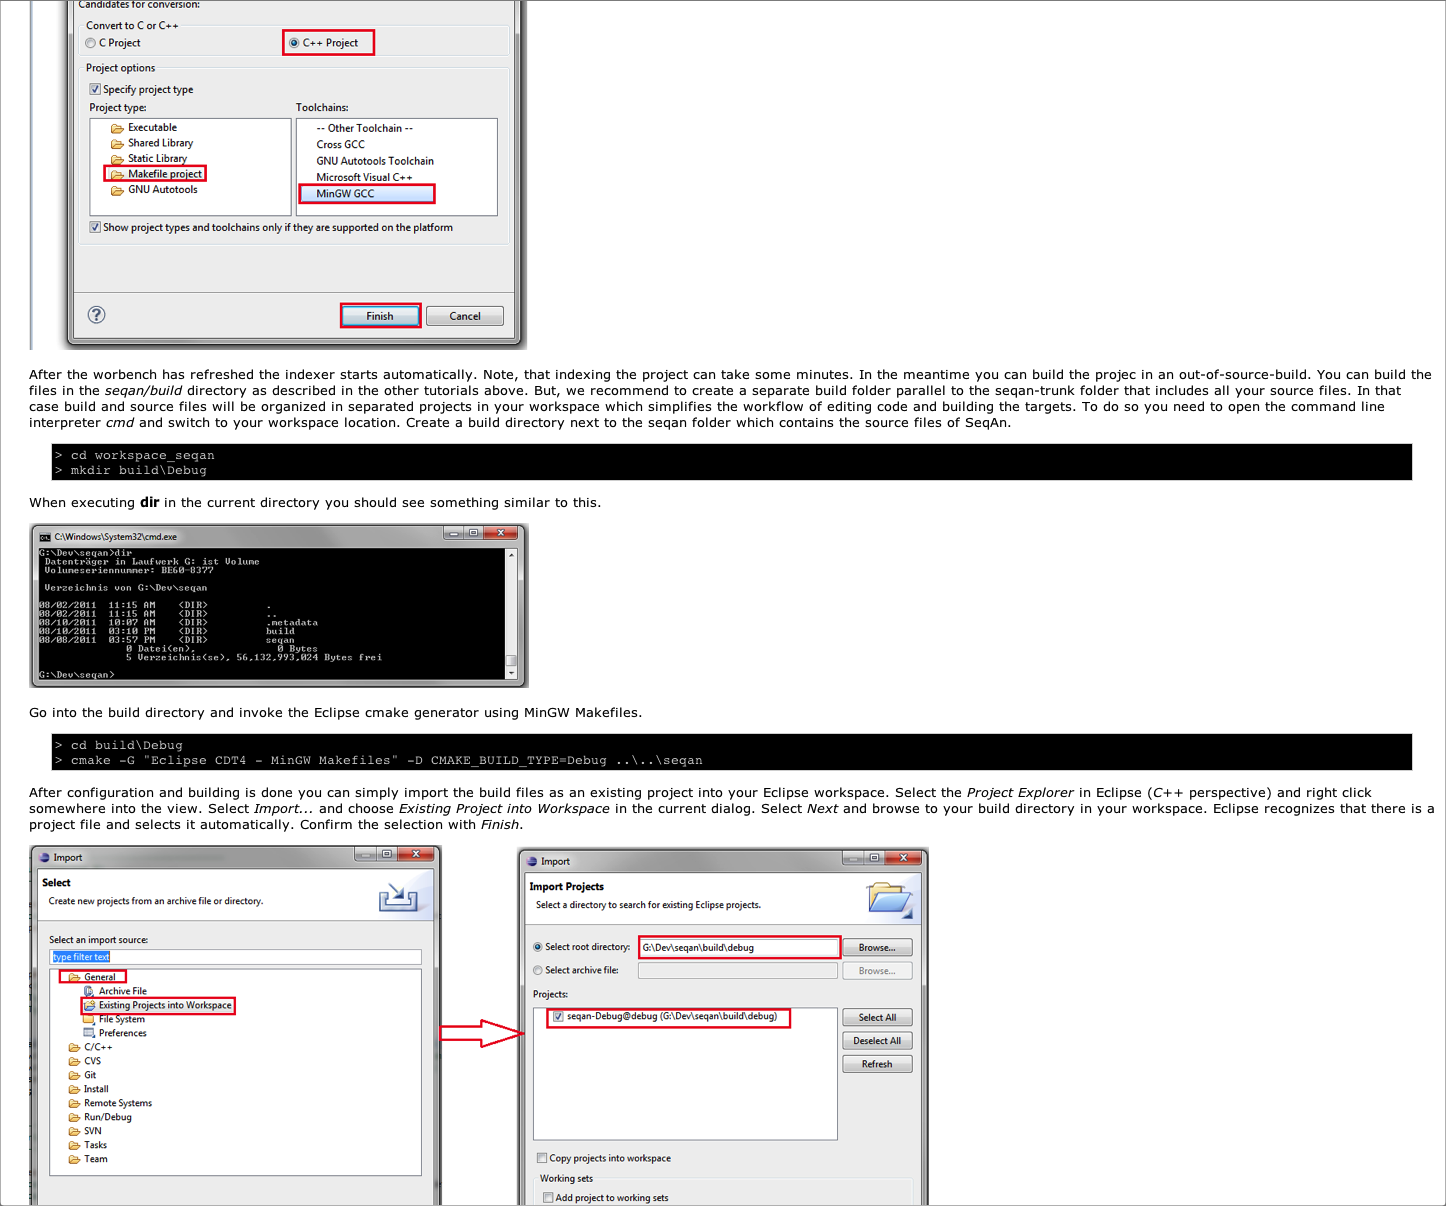 Candidates for conversion:
Convert to C or C++
C Project
C++ Project
Project options
Specify project type
Project type:
Toolchains:
Executable
Shared Library
Static Library
Makefile project
GNU Autotools
-- Other Toolchain --
Cross GCC
GNU Autotools Toolchain
Microsoft Visual C++
MinGW GCC
Show project types and toolchains only if they are supported on the platform
?
Finish
Cancel
After the worbench has refreshed the indexer starts automatically. Note, that indexing the project can take some minutes. In the meantime you can build the projec in an out-of-source-build. You can build the
files in the seqan/build directory as described in the other tutorials above. But, we recommend to create a separate build folder parallel to the seqan-trunk folder that includes all your source files. In that
case build and source files will be organized in separated projects in your workspace which simplifies the workflow of editing code and building the targets. To do so you need to open the command line
interpreter cmd and switch to your workspace location. Create a build directory next to the seqan folder which contains the source files of SeqAn.
> cd workspace_seqan
> mkdir build\Debug
When executing dir in the current directory you should see something similar to this.
C:\Windows\System32\cmd.exe
G:\Dev\seqan>dir
Datenträger in Laufwerk G: ist Volume
Volumeseriennummer: BE60-8377
Verzeichnis von G:\Dev\seqan
08/02/2011 11:15 AM <DIR> .
08/02/2011 11:15 AM <DIR> ..
08/10/2011 10:07 AM <DIR> .metadata
08/10/2011 03:10 PM <DIR> build
08/08/2011 03:57 PM <DIR> seqan
0 Datei(en), 0 Bytes
5 Verzeichnis(se), 56,132,993,024 Bytes frei
G:\Dev\seqan>
Go into the build directory and invoke the Eclipse cmake generator using MinGW Makefiles.
> cd build\Debug
> cmake -G "Eclipse CDT4 - MinGW Makefiles" -D CMAKE_BUILD_TYPE=Debug ..\..\seqan
After configuration and building is done you can simply import the build files as an existing project into your Eclipse workspace. Select the Project Explorer in Eclipse (C++ perspective) and right click
somewhere into the view. Select Import... and choose Existing Project into Workspace in the current dialog. Select Next and browse to your build directory in your workspace. Eclipse recognizes that there is a
project file and selects it automatically. Confirm the selection with Finish.
Import
Select
Create new projects from an archive file or directory.
Select an import source:
type filter text
General
Archive File
Existing Projects into Workspace
File System
Preferences
C/C++
CVS
Git
Install
Remote Systems
Run/Debug
SVN
Tasks
Team
Import
Import Projects
Select a directory to search for existing Eclipse projects.
Select root directory:
G:\Dev\seqan\build\debug
Browse...
Select archive file:
Browse...
Projects:
seqan-Debug@debug (G:\Dev\seqan\build\debug)
Select All
Deselect All
Refresh
Copy projects into workspace
Working sets
Add project to working sets